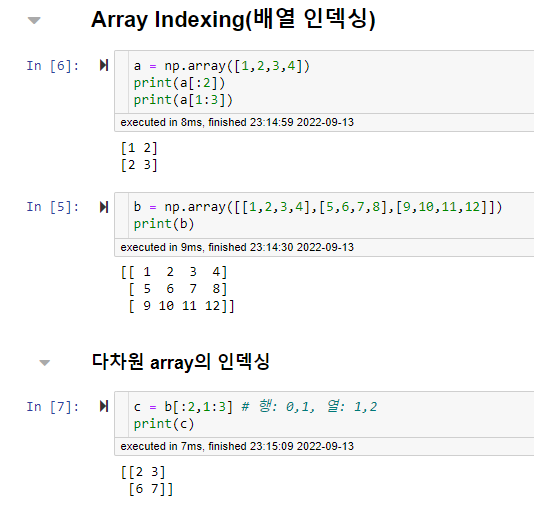 Array Indexing(배열 인덱싱)
In [6]:
a = np.array([1,2,3,4])
print(a[:2])
print(a[1:3])
executed in 8ms, finished 23:14:59 2022-09-13
[1 2]
[2 3]
In [5]:
b = np.array([[1,2,3,4],[5,6,7,8],[9,10,11,12]])
print(b)
executed in 9ms, finished 23:14:30 2022-09-13
[[ 1  2  3  4]
 [ 5  6  7  8]
 [ 9 10 11 12]]
다차원 array의 인덱싱
In [7]:
c = b[:2,1:3] # 행: 0,1, 열: 1,2
print(c)
executed in 7ms, finished 23:15:09 2022-09-13
[[2 3]
 [6 7]]